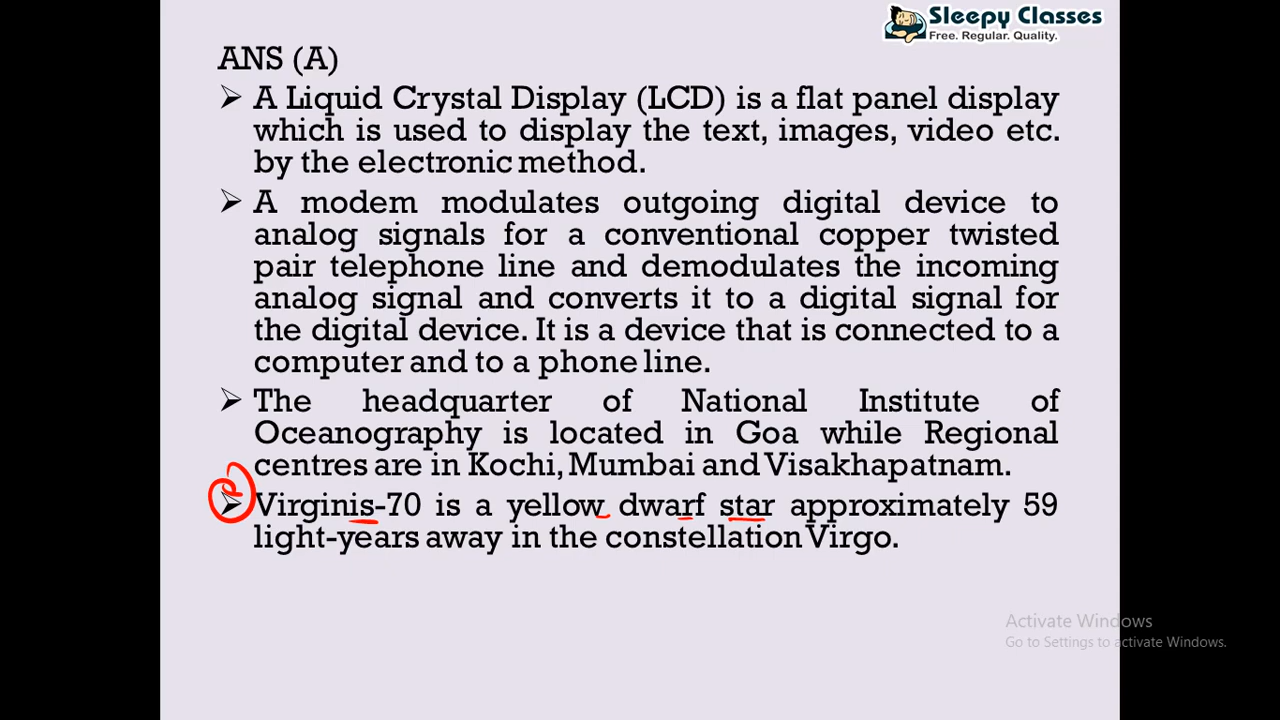 Sleepy Classes
Free. Regular. Quality.
ANS (A)
A Liquid Crystal Display (LCD) is a flat panel display
which is used to display the text, images, video etc.
by the electronic method.
A modem modulates outgoing digital device to
analog signals for a conventional copper twisted
pair telephone line and demodulates the incoming
analog signal and converts it to a digital signal for
the digital device. It is a device that is connected to a
computer and to a phone line.
The headquarter of National Institute of
Oceanography is located in Goa while Regional
centres are in Kochi, Mumbai and Visakhapatnam.
Virginis-70 is a yellow dwarf star approximately 59
light-years away in the constellation Virgo.
Activate Windows
Go to Settings to activate Windows.